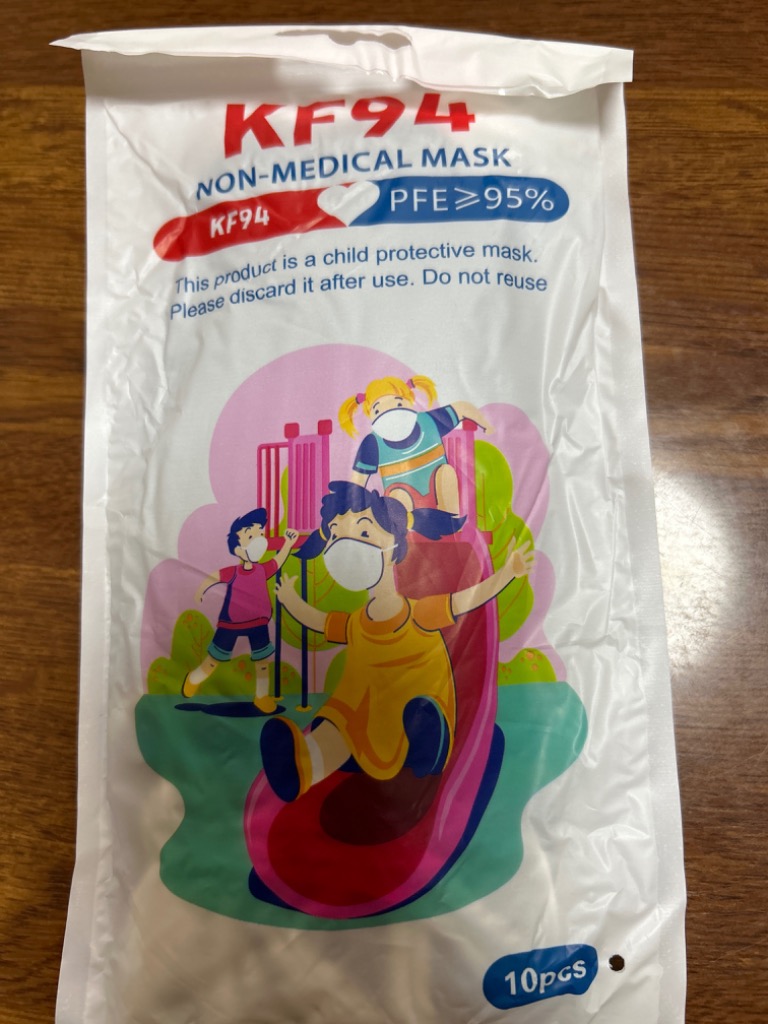 KF94
NON-MEDICAL MASK
KF94 PFE≥95%
This product is a child protective mask.
Please discard it after use. Do not reuse
10pcs